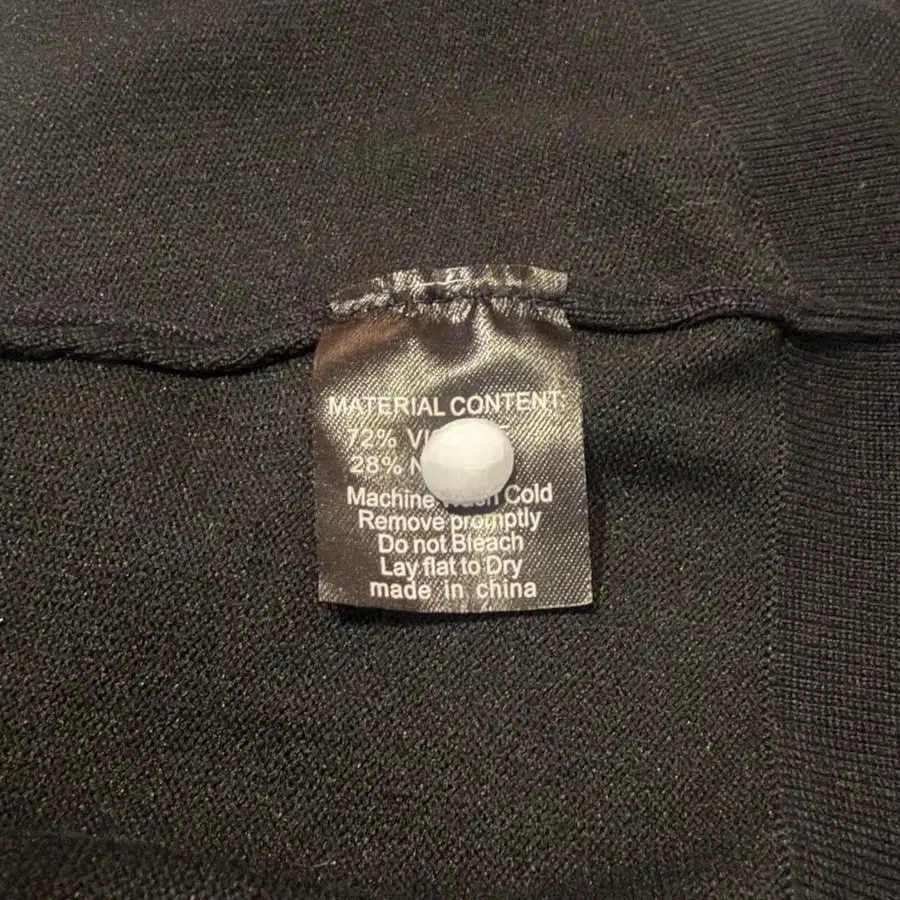 MATERIAL CONTENT
72%
28%
Machine Cold
Remove promptly
Do not Bleach
Lay flat to Dry
made in china